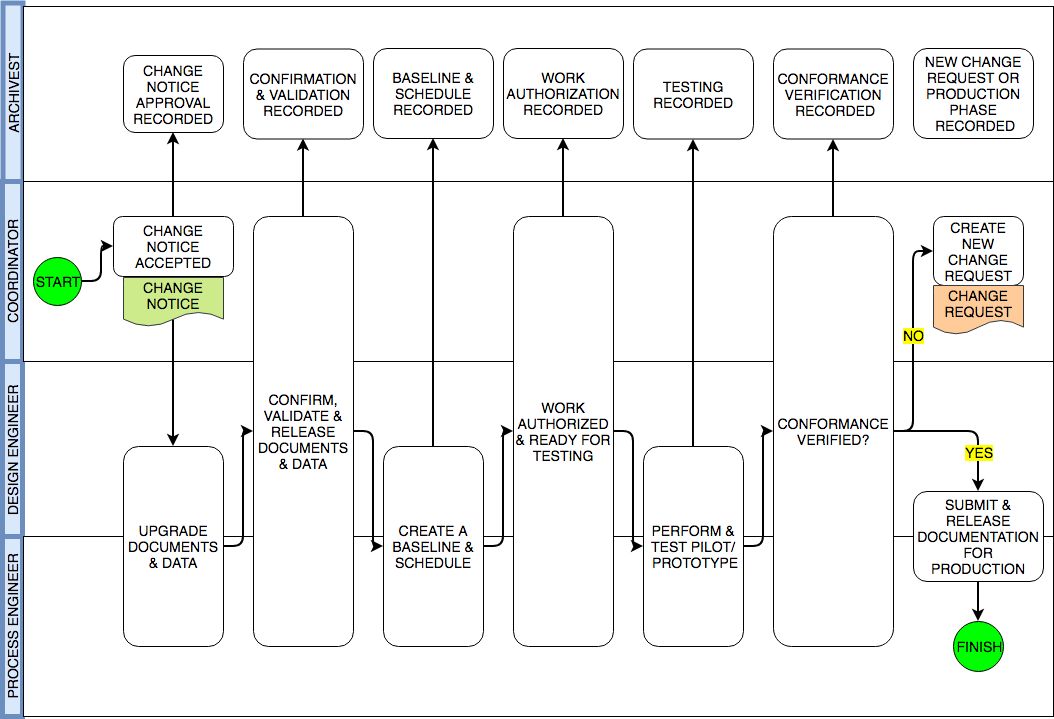 ARCHIVEST
CHANGE
NOTICE
APPROVAL
RECORDED
CONFIRMATION
& VALIDATION
RECORDED
BASELINE &
SCHEDULE
RECORDED
WORK
AUTHORIZATION
RECORDED
TESTING
RECORDED
CONFORMANCE
VERIFICATION
RECORDED
NEW CHANGE
REQUEST OR
PRODUCTION
PHASE
RECORDED
COORDINATOR
START
CHANGE
NOTICE
ACCEPTED
CHANGE
NOTICE
CREATE
NEW
CHANGE
REQUEST
CHANGE
REQUEST
NO
DESIGN ENGINEER
CONFIRM,
VALIDATE &
RELEASE
DOCUMENTS
& DATA
WORK
AUTHORIZED
& READY FOR
TESTING
CONFORMANCE
VERIFIED?
YES
PROCESS ENGINEER
UPGRADE
DOCUMENTS
& DATA
CREATE A
BASELINE &
SCHEDULE
PERFORM &
TEST PILOT/
PROTOTYPE
SUBMIT &
RELEASE
DOCUMENTATION
FOR
PRODUCTION
FINISH